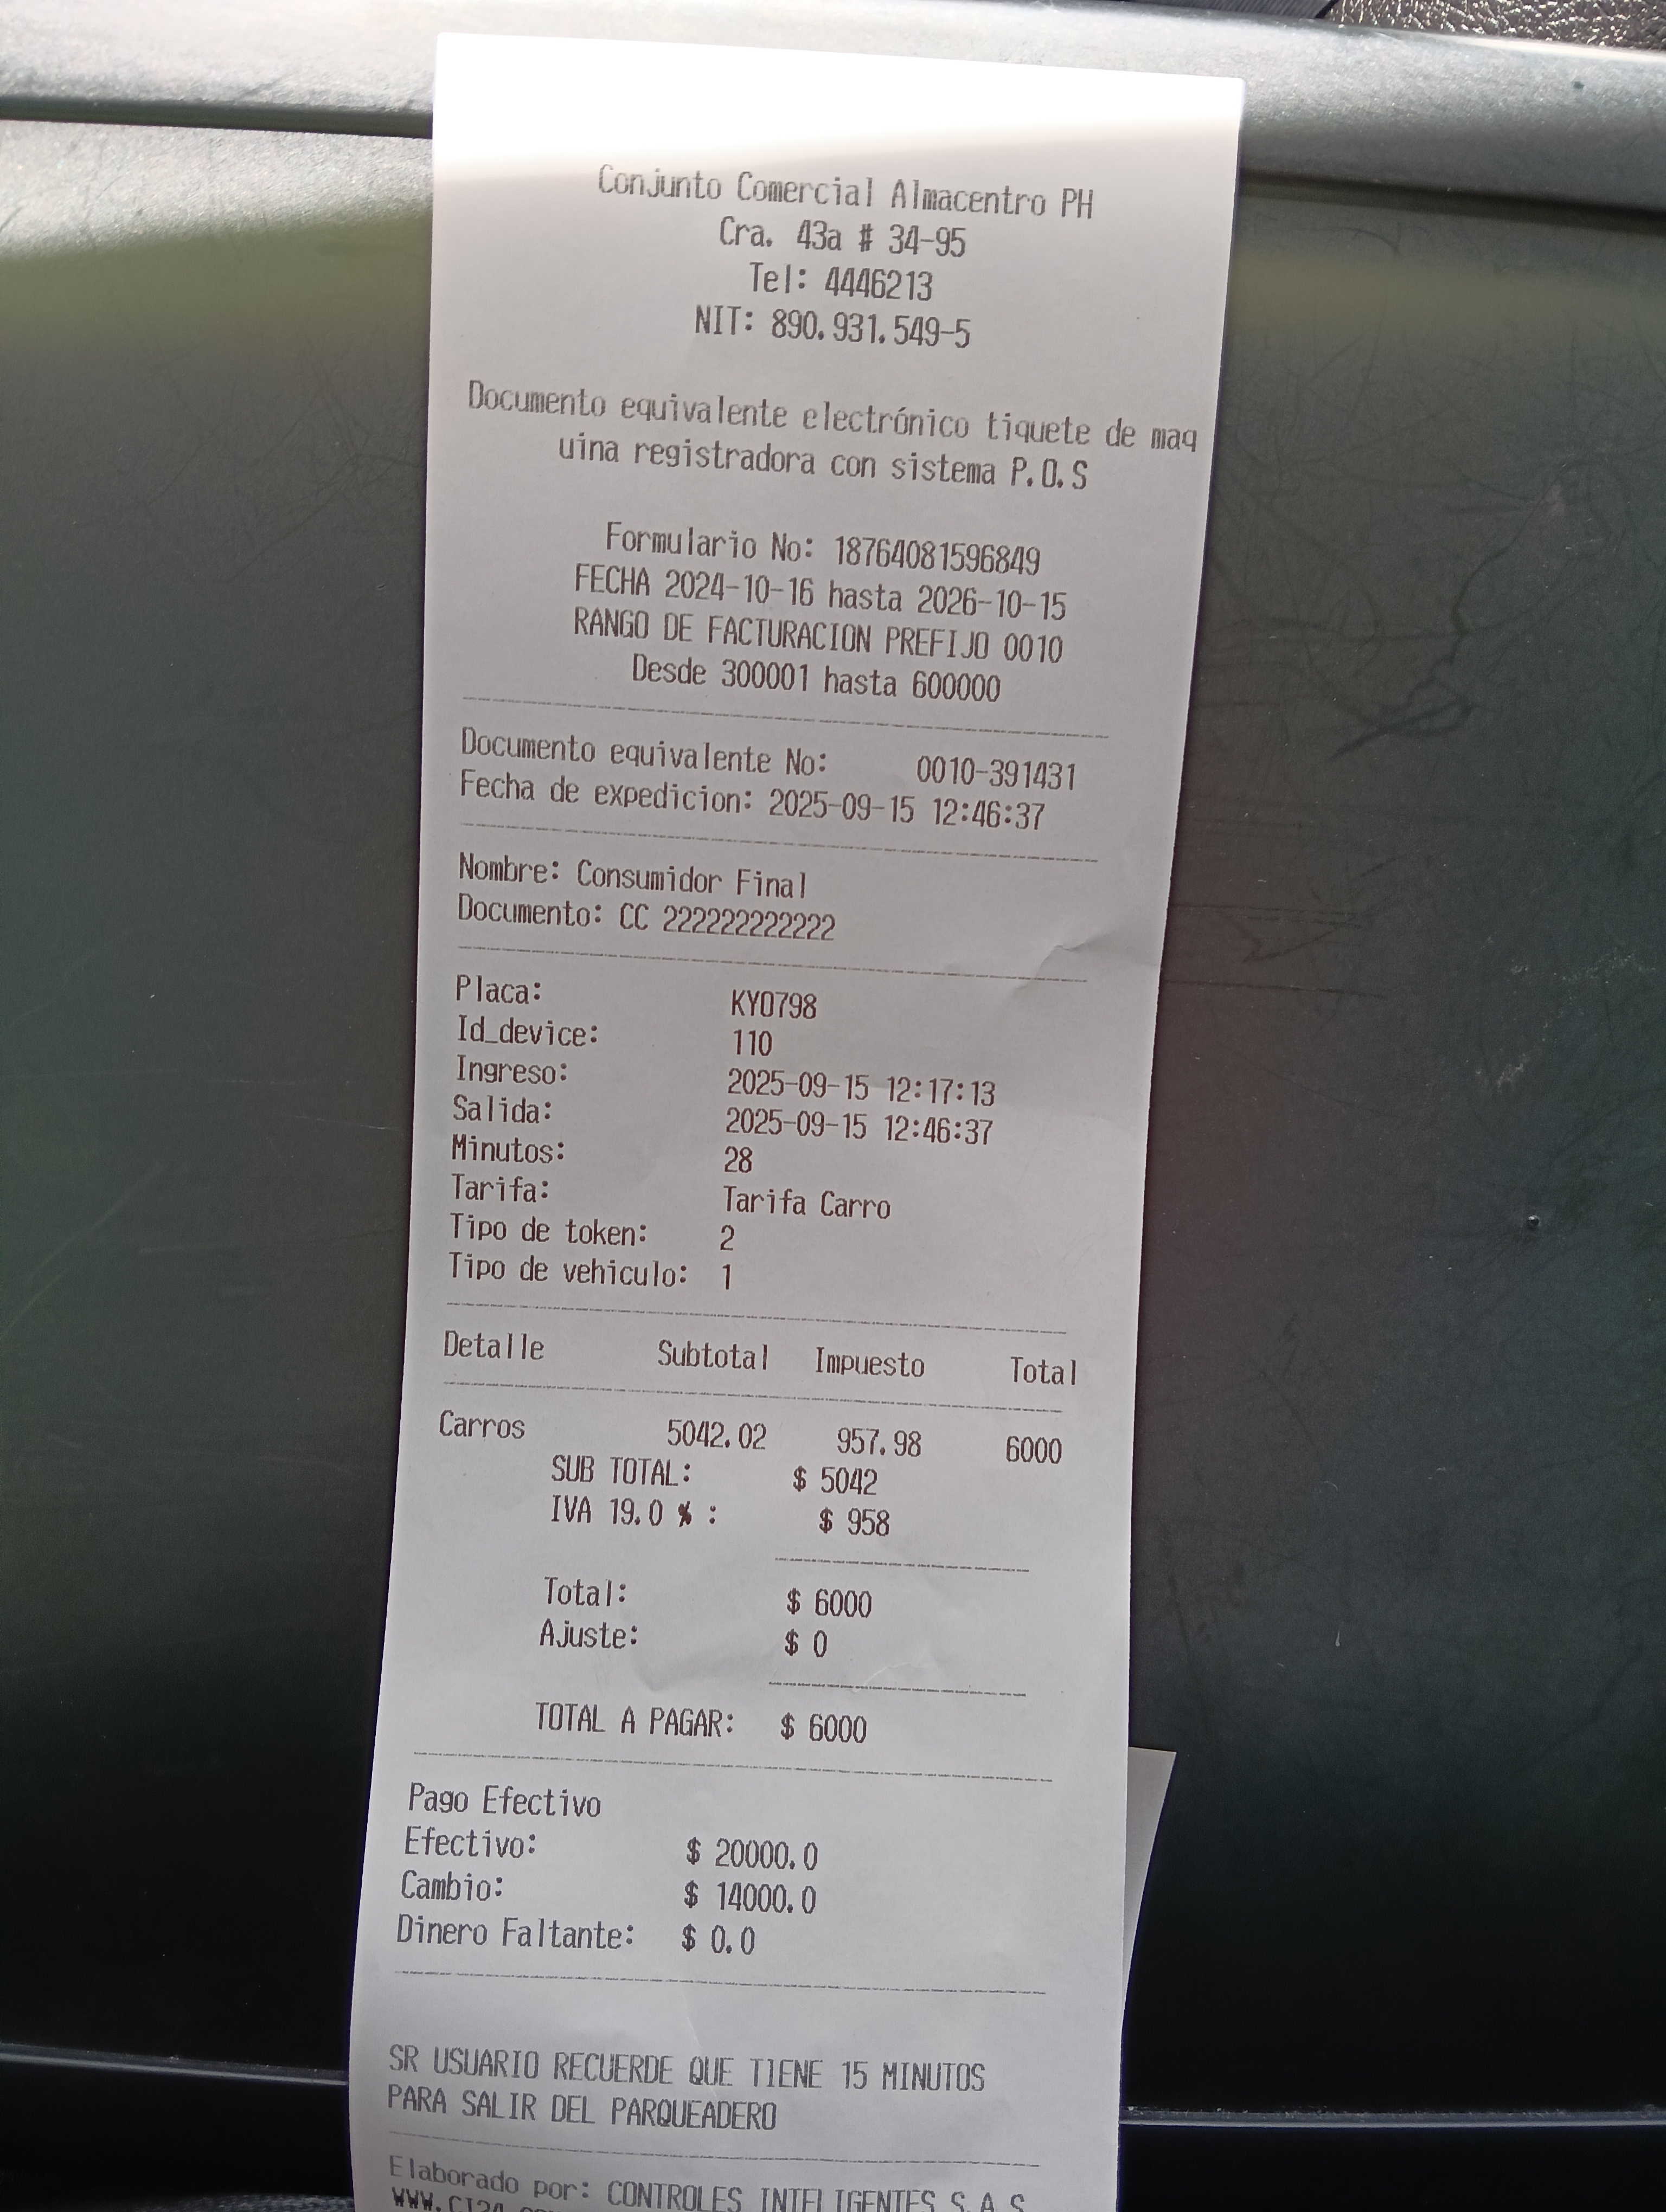 Conjunto Comercial Almacentro PH
Cra. 43a # 34-95
Tel: 4446213
NIT: 890.931.549-5
Documento equivalente electrónico tiquete de maq
uina registradora con sistema P.O.S
Formulario No: 18764081596849
FECHA 2024-10-16 hasta 2026-10-15
RANGO DE FACTURACION PREFIJO 0010
Desde 300001 hasta 600000
Documento equivalente No: 0010-391431
Fecha de expedicion: 2025-09-15 12:46:37
Nombre: Consumidor Final
Documento: CC 222222222222
Placa: KYO798
Id_device: 110
Ingreso: 2025-09-15 12:17:13
Salida: 2025-09-15 12:46:37
Minutos: 28
Tarifa: Tarifa Carro
Tipo de token: 2
Tipo de vehiculo: 1
Detalle Subtotal Impuesto Total
Carros 5042.02 957.98 6000
SUB TOTAL: $ 5042
IVA 19.0 % : $ 958
Total: $ 6000
Ajuste: $ 0
TOTAL A PAGAR: $ 6000
Pago Efectivo
Efectivo: $ 20000.0
Cambio: $ 14000.0
Dinero Faltante: $ 0.0
SR USUARIO RECUERDE QUE TIENE 15 MINUTOS
PARA SALIR DEL PARQUEADERO
Elaborado por: CONTROLES INTELIGENTES S.A.S